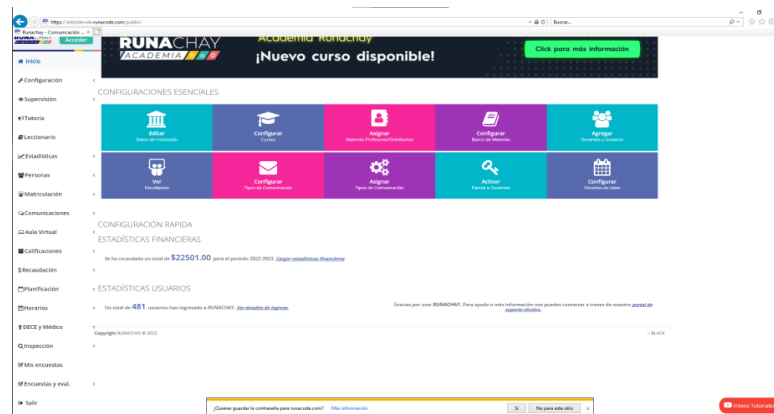 https://arboldevida.runacode.com/public/
Buscar...
Runachay - Comunicación ...
Acceder
RUNACHAY
ACADEMIA
Academia Runachay
¡Nuevo curso disponible!
Click para más información
Inicio
Configuración
Supervisión
Tutoría
Leccionario
Estadísticas
Personas
Matriculación
Comunicaciones
Aula Virtual
Calificaciones
Recaudación
Planificación
Horarios
DECE y Médico
Inspección
Mis encuestas
Encuestas y eval.
Salir
CONFIGURACIONES ESENCIALES
Editar
Datos de Institución
Configurar
Cursos
Asignar
Materias Profesores/Distributivo
Configurar
Banco de Materias
Agregar
Docentes y Usuarios
Ver
Estudiantes
Configurar
Tipos de Comunicación
Asignar
Tipos de Comunicación
Activar
Parcial a Docentes
Configurar
Horarios de clase
CONFIGURACIÓN RAPIDA
ESTADÍSTICAS FINANCIERAS
Se ha recaudado un total de $22501.00 para el periodo 2022-2023. Cargar estadísticas financieras
ESTADÍSTICAS USUARIOS
Un total de 481 usuarios han ingresado a RUNACHAY. Ver detalles de ingreso.
Gracias por usar RUNACHAY. Para ayuda o más información nos puedes contactar a traves de nuestro portal de
soporte técnico.
Copyright RUNACHAY © 2022
-- BLACK
¿Quieres guardar la contraseña para runacode.com?
Más información
Sí
No para este sitio
Videos Tutoriales